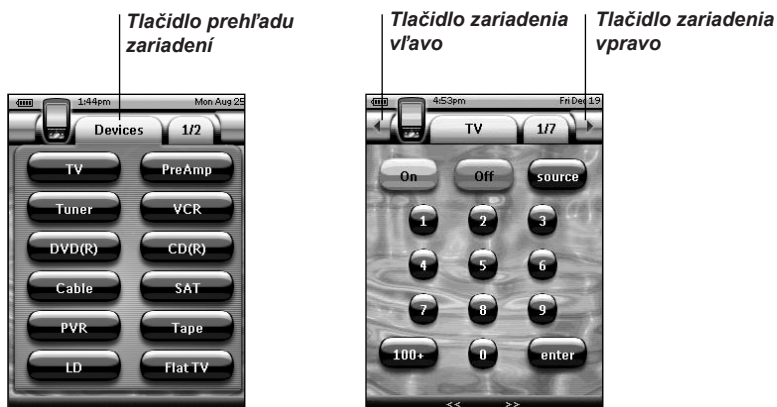 Tlačidlo prehľadu
zariadení
1:44pm Mon Aug 25
Devices 1/2
TV PreAmp
Tuner VCR
DVD(R) CD(R)
Cable SAT
PVR Tape
LD Flat TV
Tlačidlo zariadenia
vľavo
Tlačidlo zariadenia
vpravo
4:53pm Fri Dec 19
TV 1/7
On Off source
1 2 3
4 5 6
7 8 9
100+ 0 enter
<< >>